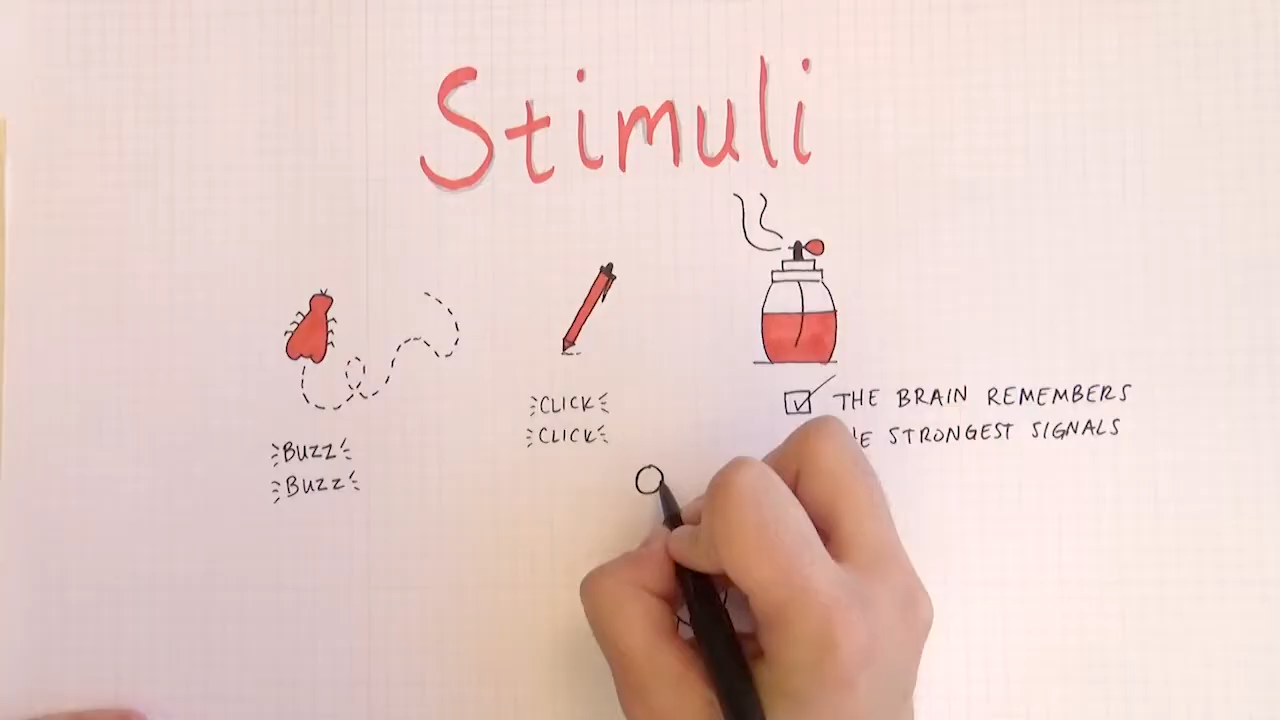 Stimuli
BUZZ
BUZZ
CLICK
CLICK
THE BRAIN REMEMBERS
STRONGEST SIGNALS